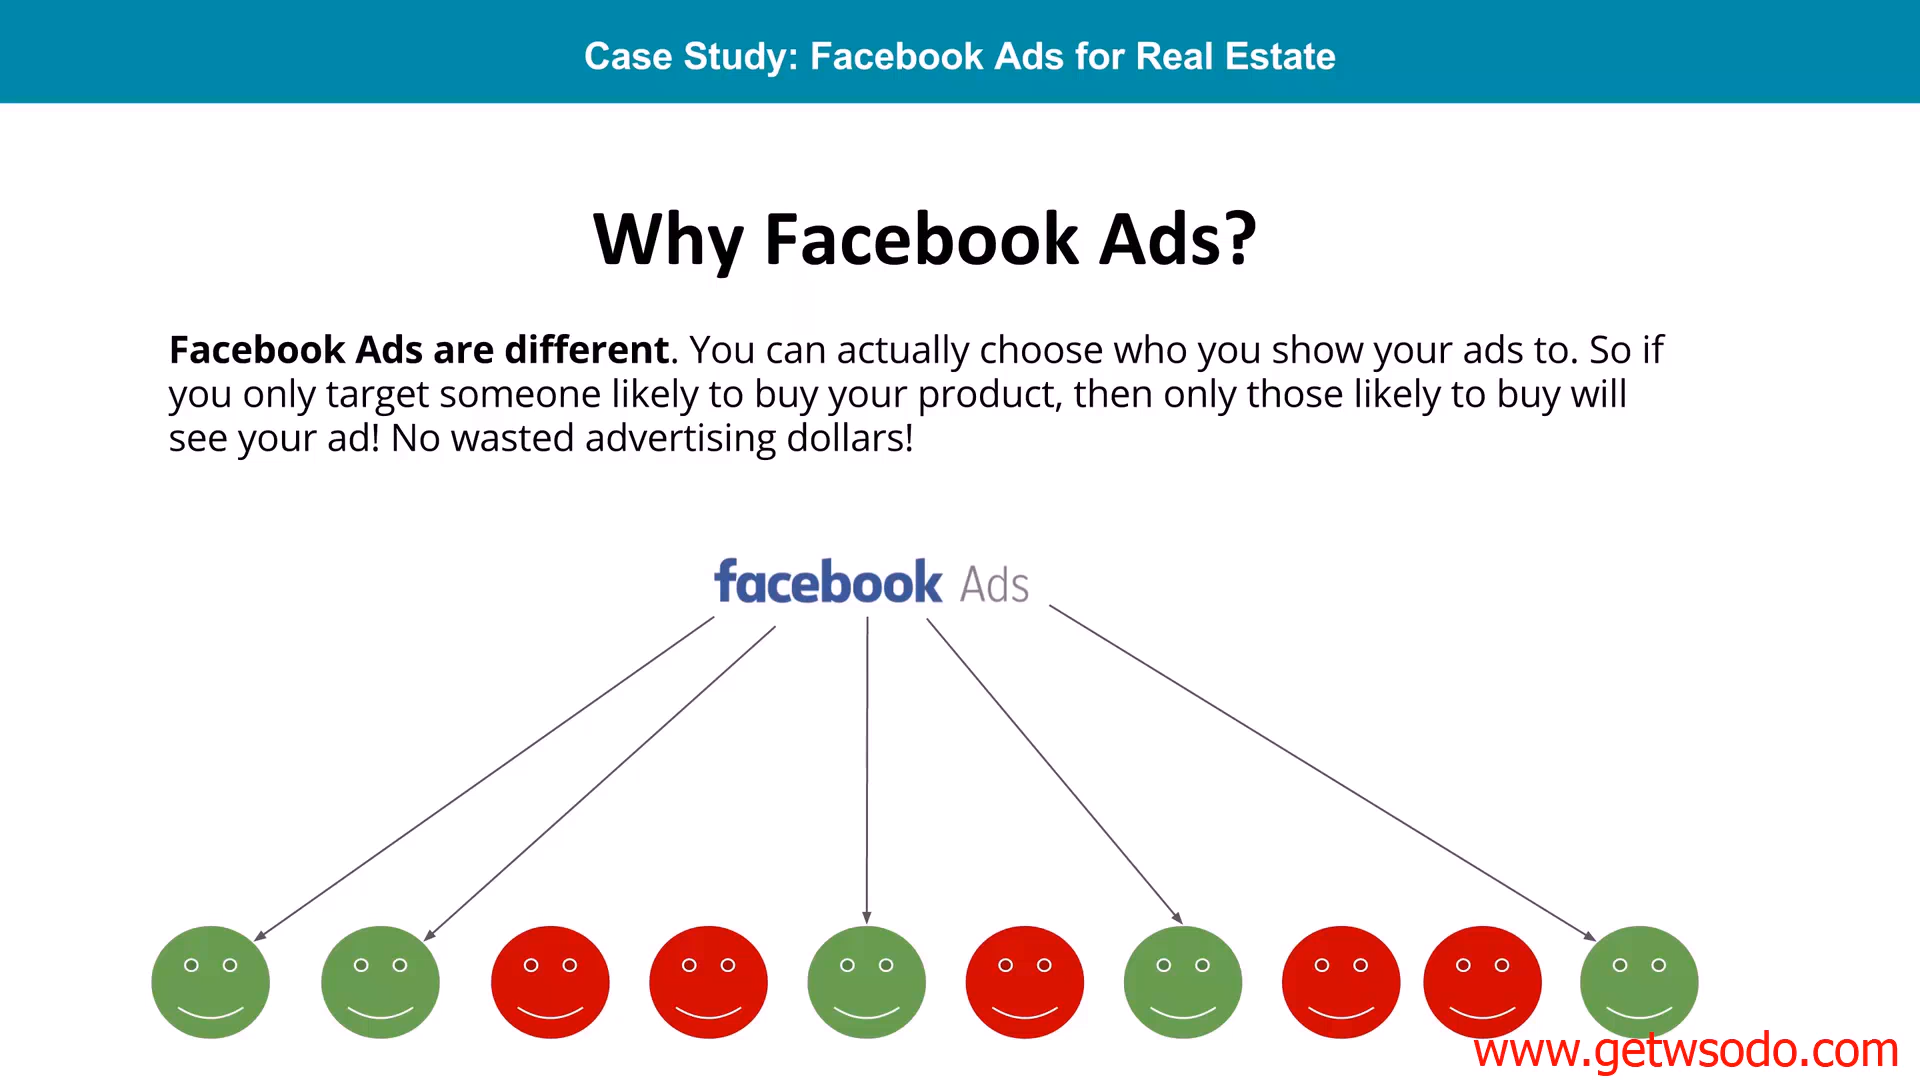 Case Study: Facebook Ads for Real Estate
Why Facebook Ads?
Facebook Ads are different. You can actually choose who you show your ads to. So if
you only target someone likely to buy your product, then only those likely to buy will
see your ad! No wasted advertising dollars!
facebook Ads
www.getwsodo.com